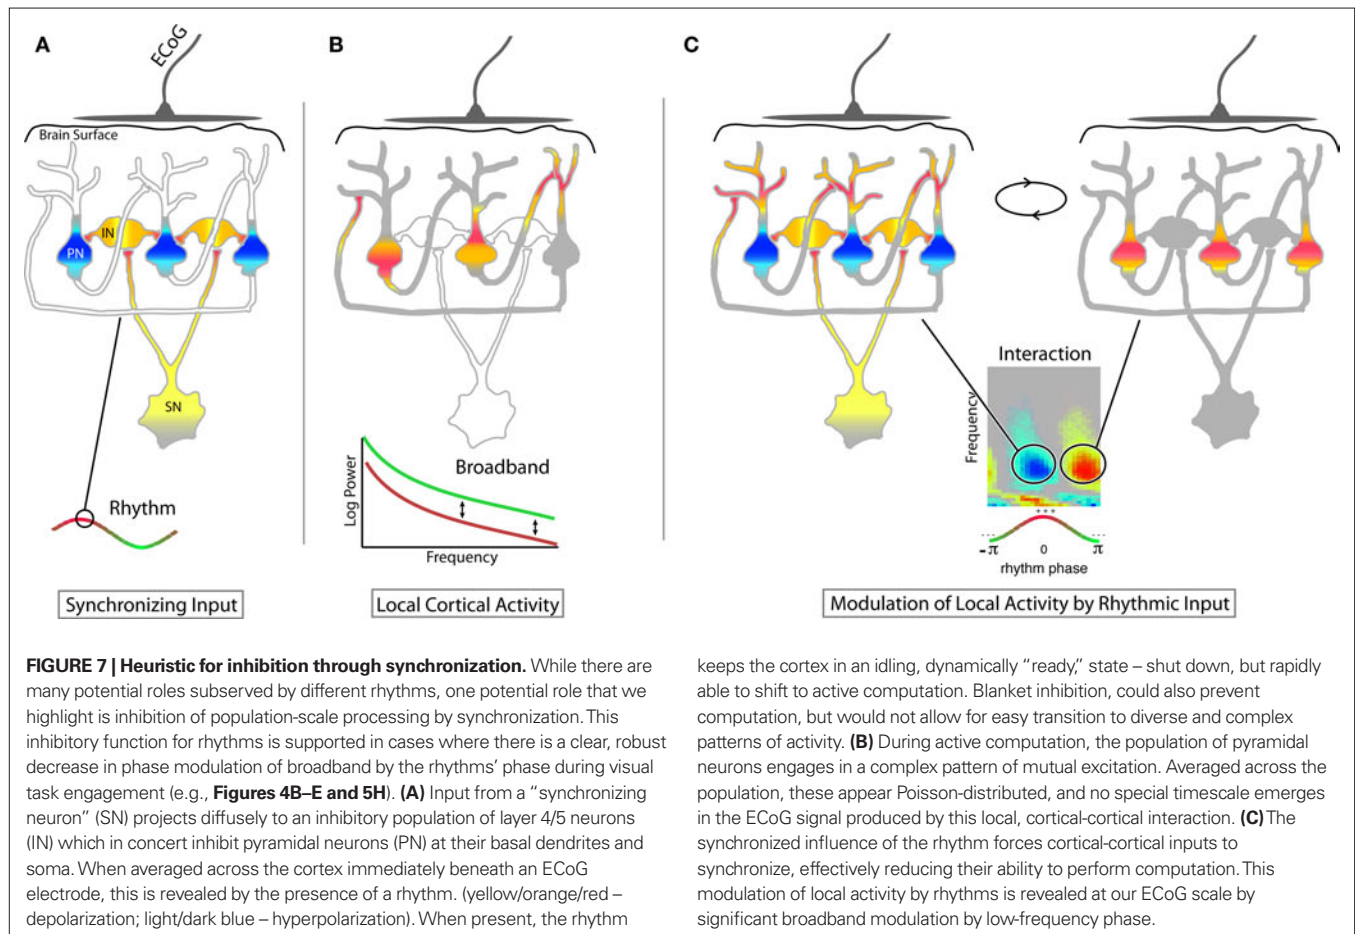 A
ECoG
Brain Surface
IN
PN
SN
Rhythm
Synchronizing Input
B
Log Power
Broadband
Frequency
Local Cortical Activity
C
Interaction
Frequency
+++
---
---
-π
0
π
rhythm phase
Modulation of Local Activity by Rhythmic Input
FIGURE 7 | Heuristic for inhibition through synchronization. While there are
many potential roles subserved by different rhythms, one potential role that we
highlight is inhibition of population-scale processing by synchronization. This
inhibitory function for rhythms is supported in cases where there is a clear, robust
decrease in phase modulation of broadband by the rhythms’ phase during visual
task engagement (e.g., Figures 4B–E and 5H). (A) Input from a “synchronizing
neuron” (SN) projects diffusely to an inhibitory population of layer 4/5 neurons
(IN) which in concert inhibit pyramidal neurons (PN) at their basal dendrites and
soma. When averaged across the cortex immediately beneath an ECoG
electrode, this is revealed by the presence of a rhythm. (yellow/orange/red –
depolarization; light/dark blue – hyperpolarization). When present, the rhythm
keeps the cortex in an idling, dynamically “ready,” state – shut down, but rapidly
able to shift to active computation. Blanket inhibition, could also prevent
computation, but would not allow for easy transition to diverse and complex
patterns of activity. (B) During active computation, the population of pyramidal
neurons engages in a complex pattern of mutual excitation. Averaged across the
population, these appear Poisson-distributed, and no special timescale emerges
in the ECoG signal produced by this local, cortical-cortical interaction. (C) The
synchronized influence of the rhythm forces cortical-cortical inputs to
synchronize, effectively reducing their ability to perform computation. This
modulation of local activity by rhythms is revealed at our ECoG scale by
significant broadband modulation by low-frequency phase.